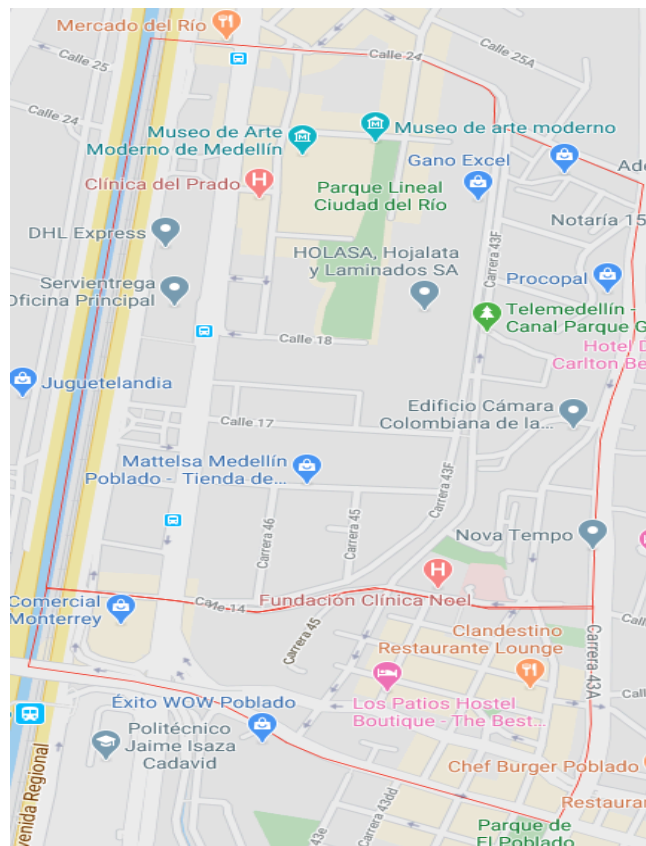 Mercado del Río
Calle 24
Calle 25
Calle 25A
Calle 24
Museo de Arte
Moderno de Medellín
Museo de arte moderno
Gano Excel
Clínica del Prado
Parque Lineal
Ciudad del Río
Notaría 15
DHL Express
HOLASA, Hojalata
y Laminados SA
Carrera 43F
Servientrega
Oficina Principal
Procopal
Telemedellín -
Canal Parque G
Calle 18
Hotel D
Carlton Be
Juguetelandia
Edificio Cámara
Colombiana de la...
Calle 17
Mattelsa Medellín
Poblado - Tienda de...
Carrera 43F
Carrera 46
Carrera 45
Nova Tempo
Fundación Clínica Noel
Calle 14
Comercial
Monterrey
Carrera 45
Clandestino
Restaurante Lounge
Carrera 43A
Los Patios Hostel
Boutique - The Best...
Éxito WOW Poblado
Politécnico
Jaime Isaza
Cadavid
Chef Burger Poblado
Avenida Regional
Carrera 43dd
Restaurar
Parque de
El Poblado
43e